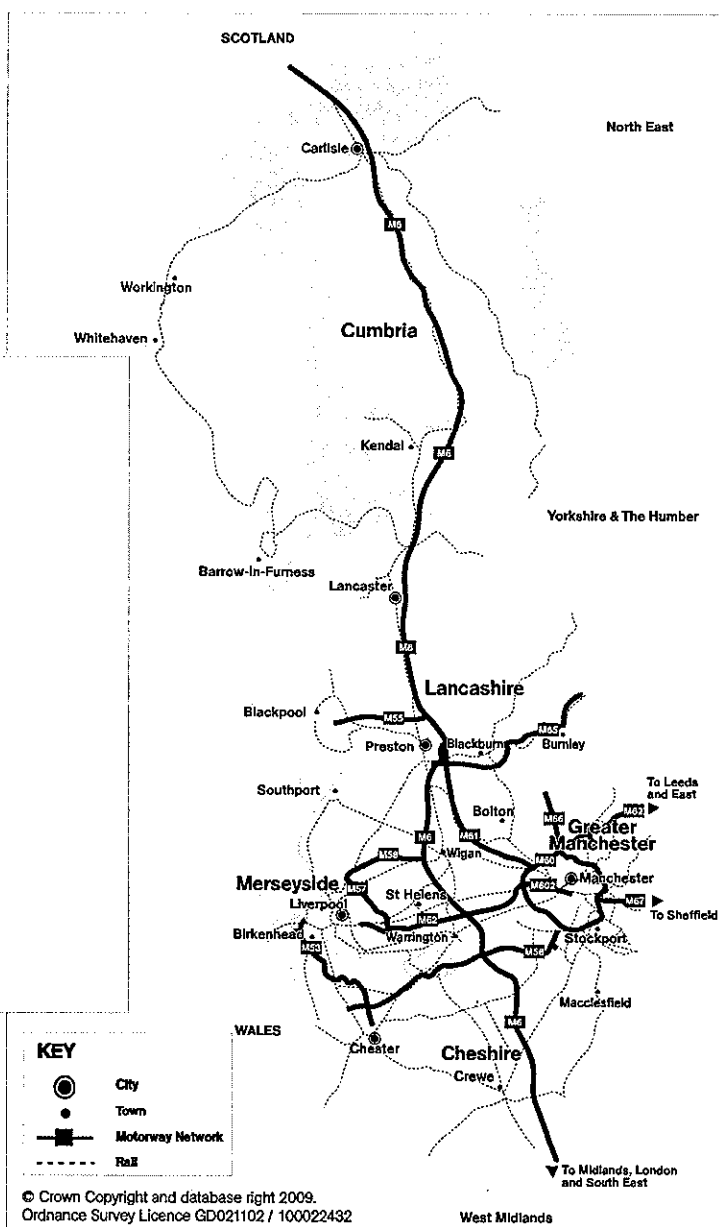 SCOTLAND
North East
Carlisle
M6
Workington
Cumbria
Whitehaven
Kendal
M6
Yorkshire & The Humber
Barrow-In-Furness
Lancaster
M6
Lancashire
Blackpool
M55
M65
Preston
Blackburn
Burnley
To Leeds
and East
Southport
Bolton
M66
M62
Greater
Manchester
M6
M61
M58
Wigan
M60
Merseyside
M57
St Helens
M602
Manchester
Liverpool
M62
M67
To Sheffield
Birkenhead
M53
Warrington
M56
Stockport
Macclesfield
M6
WALES
Chester
Cheshire
Crewe
KEY
City
Town
Motorway Network
Rail
To Midlands, London
and South East
© Crown Copyright and database right 2009.
Ordnance Survey Licence GD021102 / 100022432
West Midlands